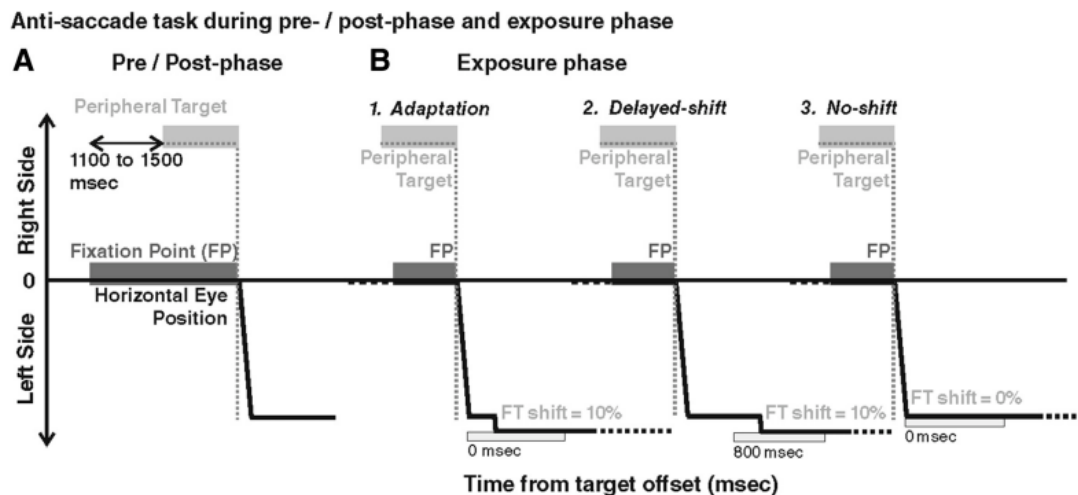 Anti-saccade task during pre- / post-phase and exposure phase
A Pre / Post-phase
B Exposure phase
Peripheral Target
1100 to 1500
msec
Fixation Point (FP)
Horizontal Eye
Position
1. Adaptation
Peripheral
Target
FP
FT shift = 10%
0 msec
2. Delayed-shift
Peripheral
Target
FP
FT shift = 10%
800 msec
3. No-shift
Peripheral
Target
FP
FT shift = 0%
0 msec
Right Side
0
Left Side
Time from target offset (msec)